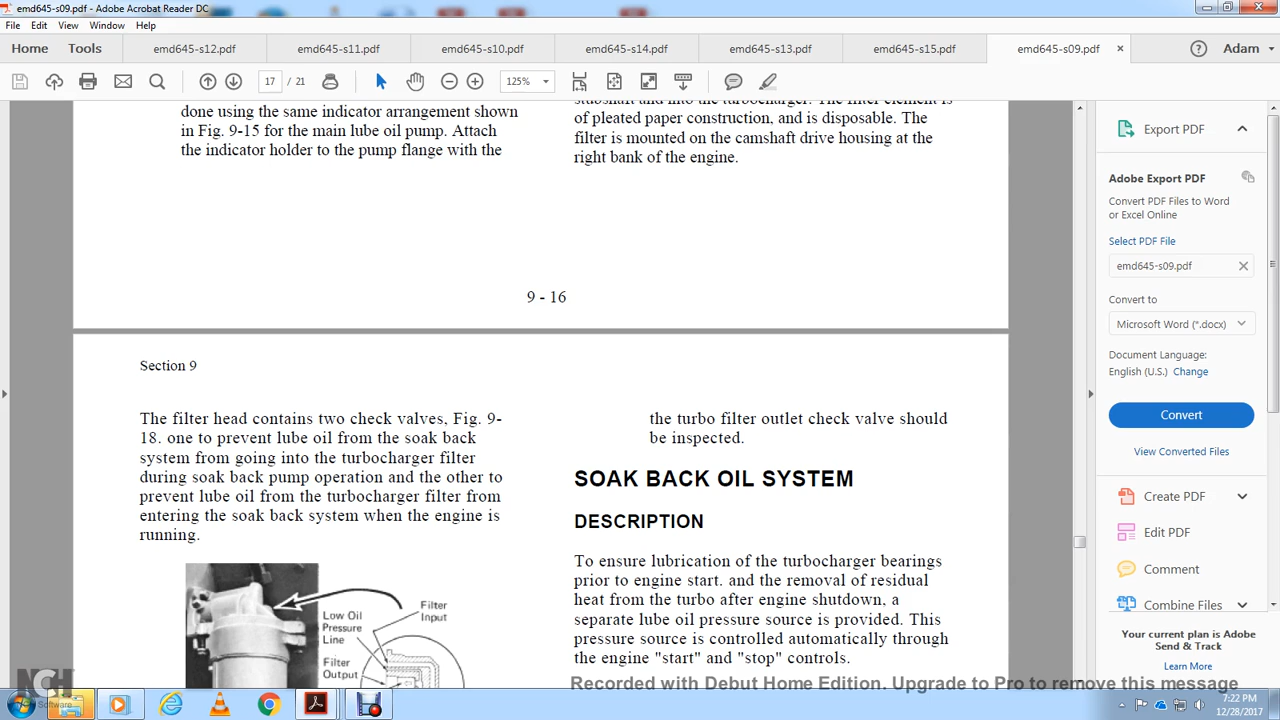 emd645-s09.pdf - Adobe Acrobat Reader DC
File Edit View Window Help
Home Tools emd645-s12.pdf emd645-s11.pdf emd645-s10.pdf emd645-s14.pdf emd645-s13.pdf emd645-s15.pdf emd645-s09.pdf × Adam
17 / 21 125%
done using the same indicator arrangement shown
in Fig. 9-15 for the main lube oil pump. Attach
the indicator holder to the pump flange with the
stubshaft and into the turbocharger. The filter element is
of pleated paper construction, and is disposable. The
filter is mounted on the camshaft drive housing at the
right bank of the engine.
9 - 16
Section 9
The filter head contains two check valves, Fig. 9-
18. one to prevent lube oil from the soak back
system from going into the turbocharger filter
during soak back pump operation and the other to
prevent lube oil from the turbocharger filter from
entering the soak back system when the engine is
running.
Low Oil
Pressure
Line
Filter
Output
Filter
Input
the turbo filter outlet check valve should
be inspected.
SOAK BACK OIL SYSTEM
DESCRIPTION
To ensure lubrication of the turbocharger bearings
prior to engine start. and the removal of residual
heat from the turbo after engine shutdown, a
separate lube oil pressure source is provided. This
pressure source is controlled automatically through
the engine "start" and "stop" controls.
Export PDF
Adobe Export PDF
Convert PDF Files to Word
or Excel Online
Select PDF File
emd645-s09.pdf
Convert to
Microsoft Word (*.docx)
Document Language:
English (U.S.) Change
Convert
View Converted Files
Create PDF
Edit PDF
Comment
Combine Files
Your current plan is Adobe
Send & Track
Learn More
Recorded with Debut Home Edition. Upgrade to Pro to remove this message
NCH
Software
7:22 PM
12/28/2017